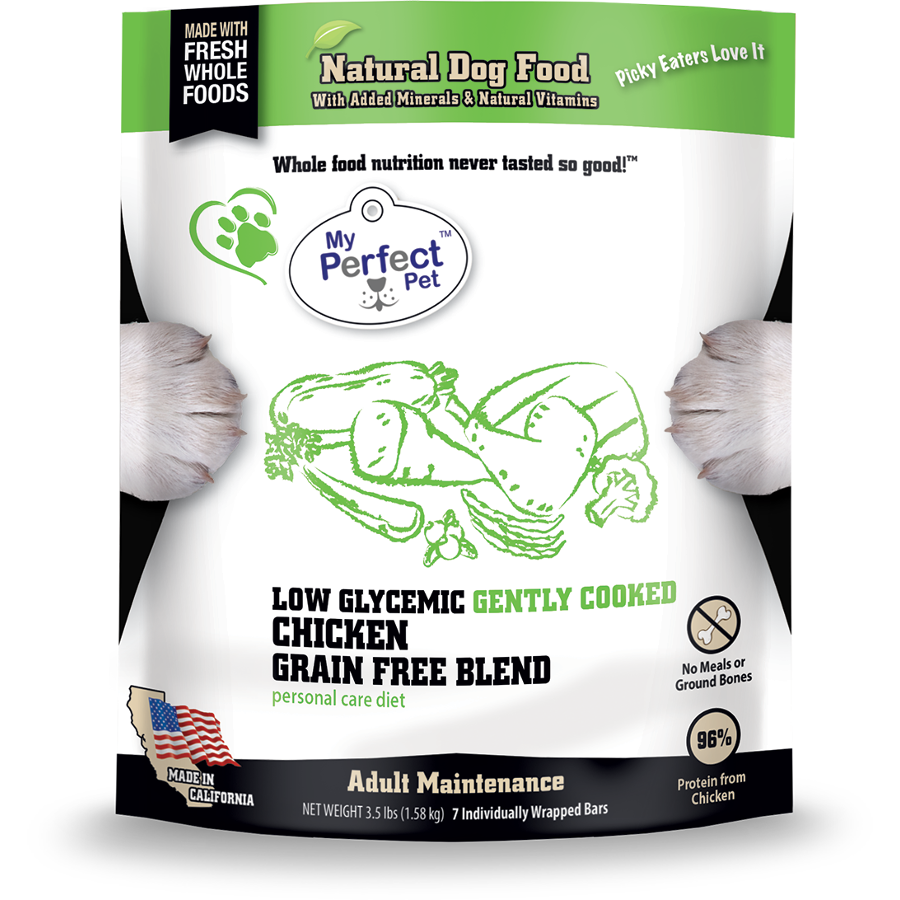 MADE WITH
FRESH
WHOLE
FOODS
Natural Dog Food
With Added Minerals & Natural Vitamins
Picky Eaters Love It
Whole food nutrition never tasted so good!™
My
Perfect™
Pet
LOW GLYCEMIC GENTLY COOKED
CHICKEN
GRAIN FREE BLEND
personal care diet
No Meals or
Ground Bones
96%
Protein from
Chicken
MADE IN
CALIFORNIA
Adult Maintenance
NET WEIGHT 3.5 lbs (1.58 kg) 7 Individually Wrapped Bars